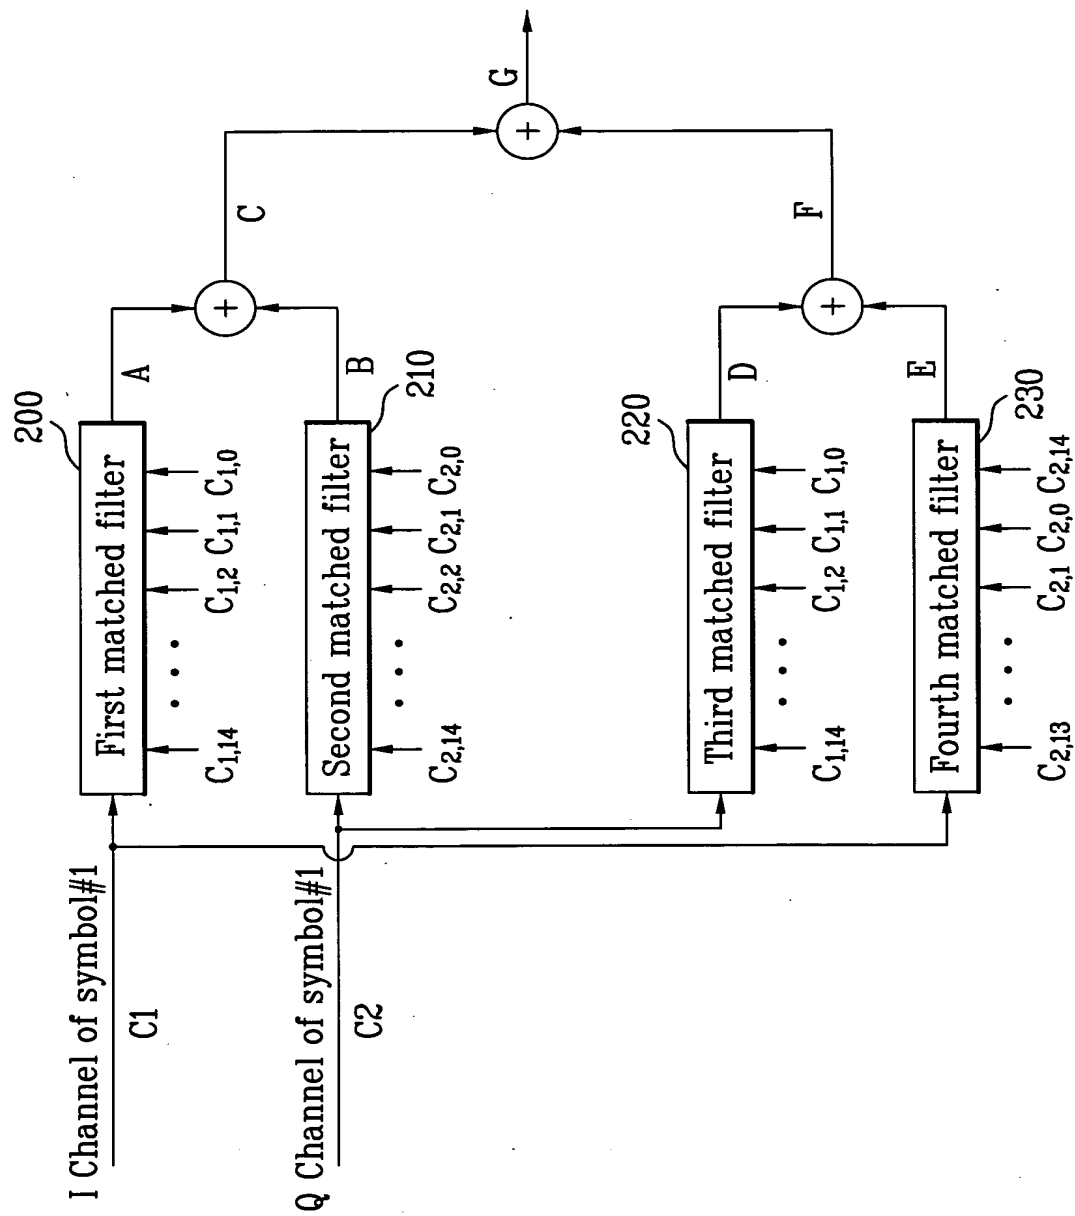 I Channel of symbol#1
C1
200
First matched filter
C1,14
C1,2
C1,1
C1,0
A
Q Channel of symbol#1
C2
210
Second matched filter
C2,14
C2,2
C2,1
C2,0
B
+
C
220
Third matched filter
C1,14
C1,2
C1,1
C1,0
D
230
Fourth matched filter
C2,13
C2,1
C2,0
C2,14
E
+
F
+
G